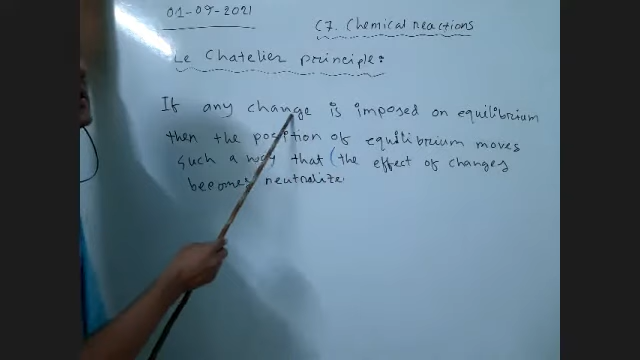 01-09-2021
C7. Chemical reactions
Le Chatelier principle:
If any change is imposed on equilibrium
then the position of equilibrium moves
such a way that (the effect of changes
becomes neutralize.